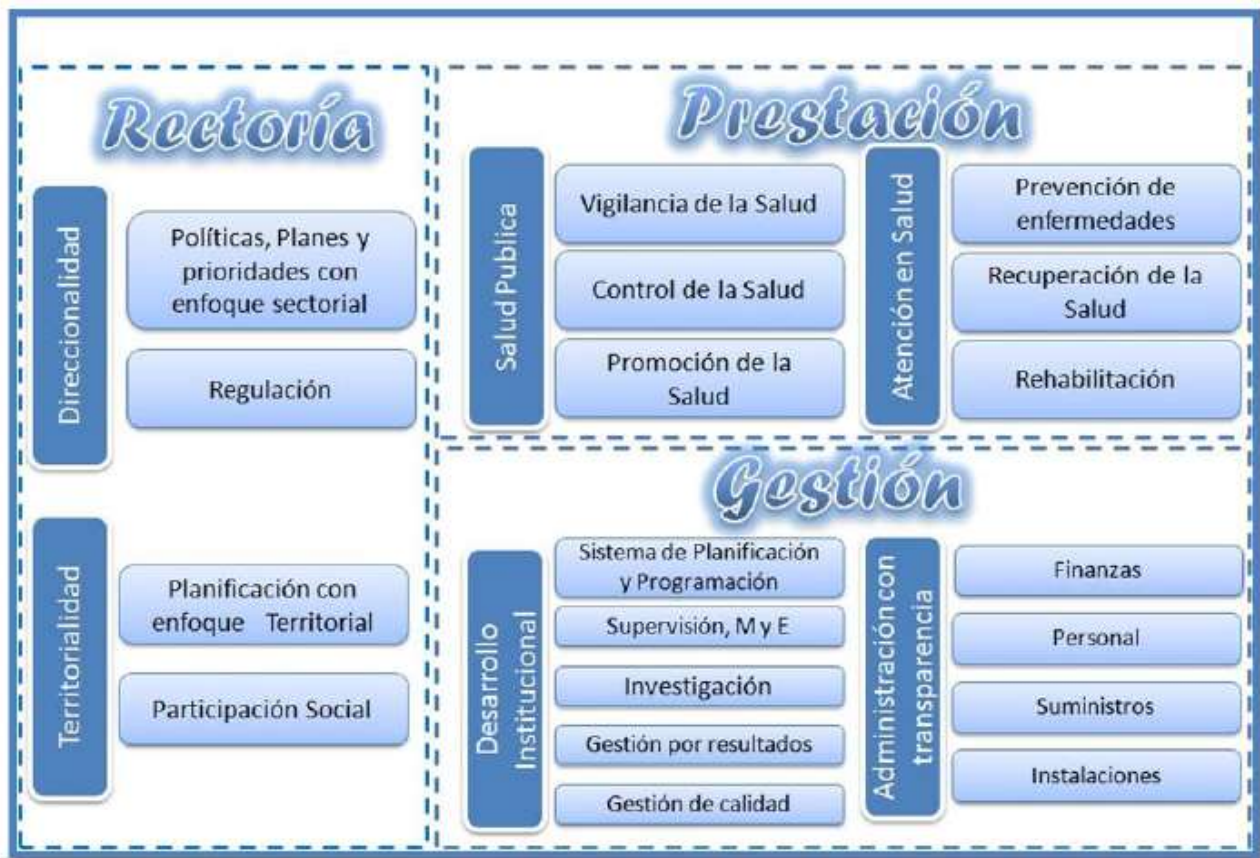 Rectoría
Direccionalidad
Políticas, Planes y
prioridades con
enfoque sectorial
Regulación
Territorialidad
Planificación con
enfoque Territorial
Participación Social
Prestación
Salud Publica
Vigilancia de la Salud
Control de la Salud
Promoción de la
Salud
Atención en Salud
Prevención de
enfermedades
Recuperación de la
Salud
Rehabilitación
Gestión
Desarrollo
Institucional
Sistema de Planificación
y Programación
Supervisión, M y E
Investigación
Gestión por resultados
Gestión de calidad
Administración con
transparencia
Finanzas
Personal
Suministros
Instalaciones